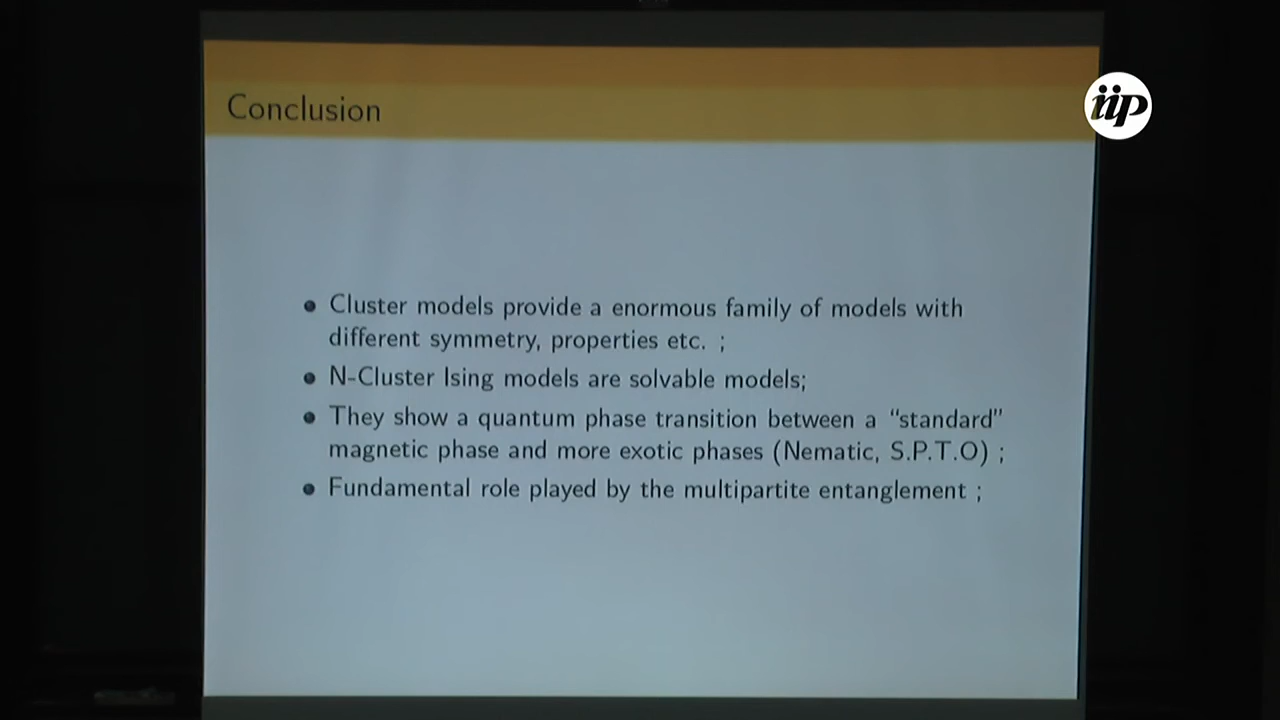 Conclusion
iip
Cluster models provide a enormous family of models with
different symmetry, properties etc. ;
N-Cluster Ising models are solvable models;
They show a quantum phase transition between a “standard”
magnetic phase and more exotic phases (Nematic, S.P.T.O) ;
Fundamental role played by the multipartite entanglement ;